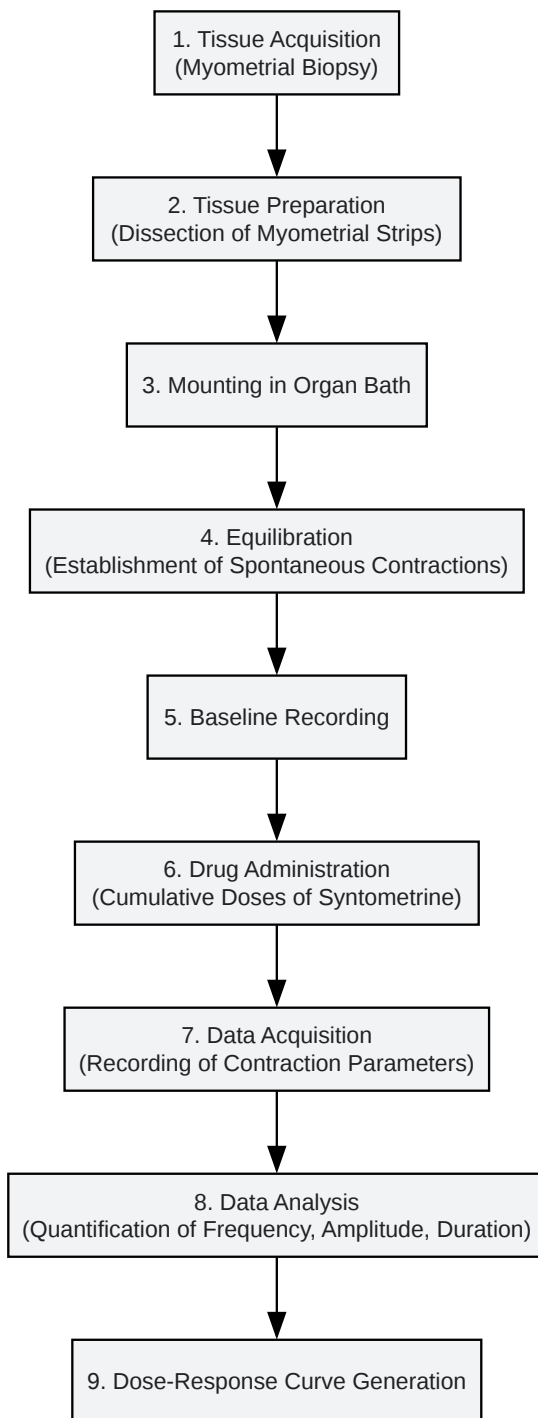 1. Tissue Acquisition
(Myometrial Biopsy)
2. Tissue Preparation
(Dissection of Myometrial Strips)
3. Mounting in Organ Bath
4. Equilibration
(Establishment of Spontaneous Contractions)
5. Baseline Recording
6. Drug Administration
(Cumulative Doses of Syntometrine)
7. Data Acquisition
(Recording of Contraction Parameters)
8. Data Analysis
(Quantification of Frequency, Amplitude, Duration)
9. Dose-Response Curve Generation